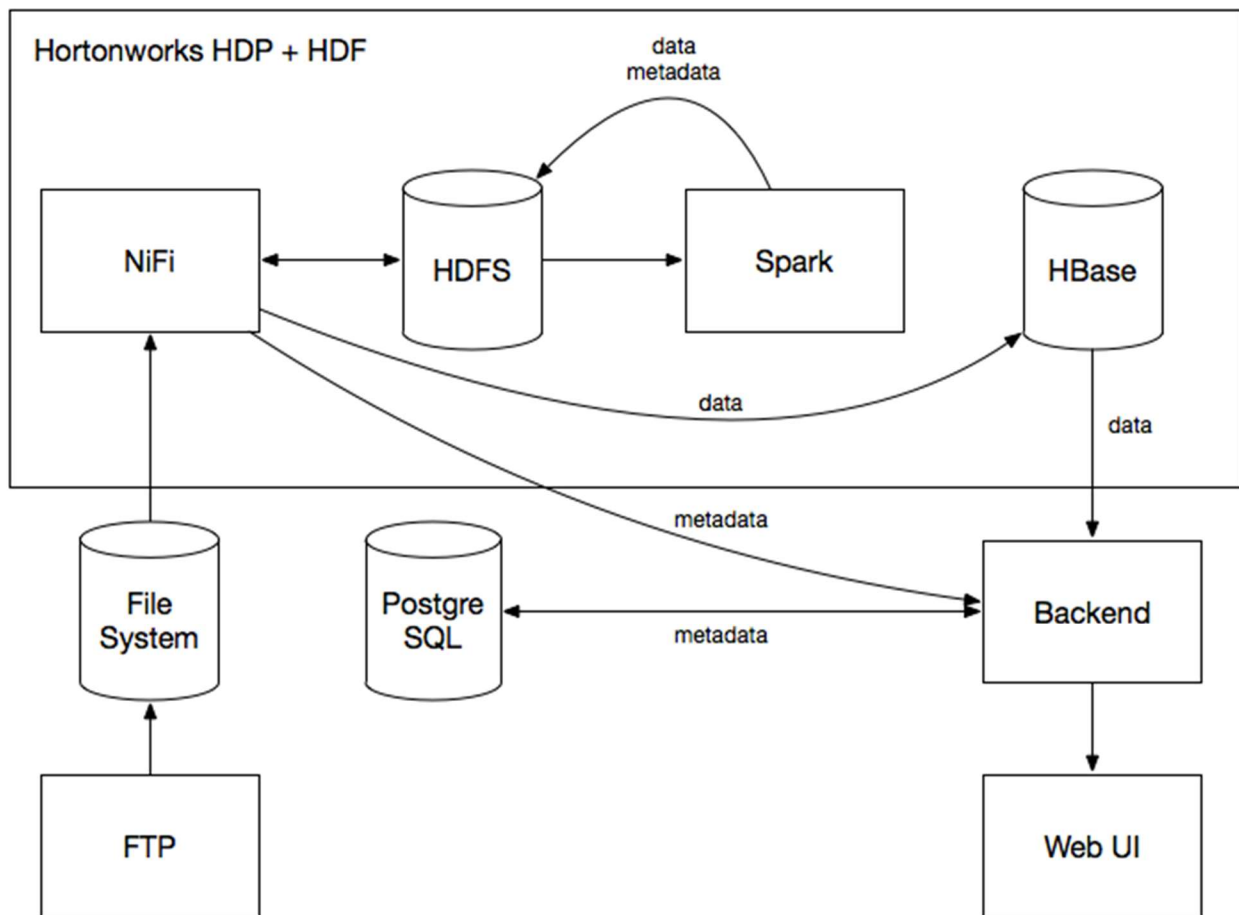 Hortonworks HDP + HDF
data
metadata
NiFi
HDFS
Spark
HBase
data
data
metadata
File
System
Postgre
SQL
metadata
Backend
FTP
Web UI